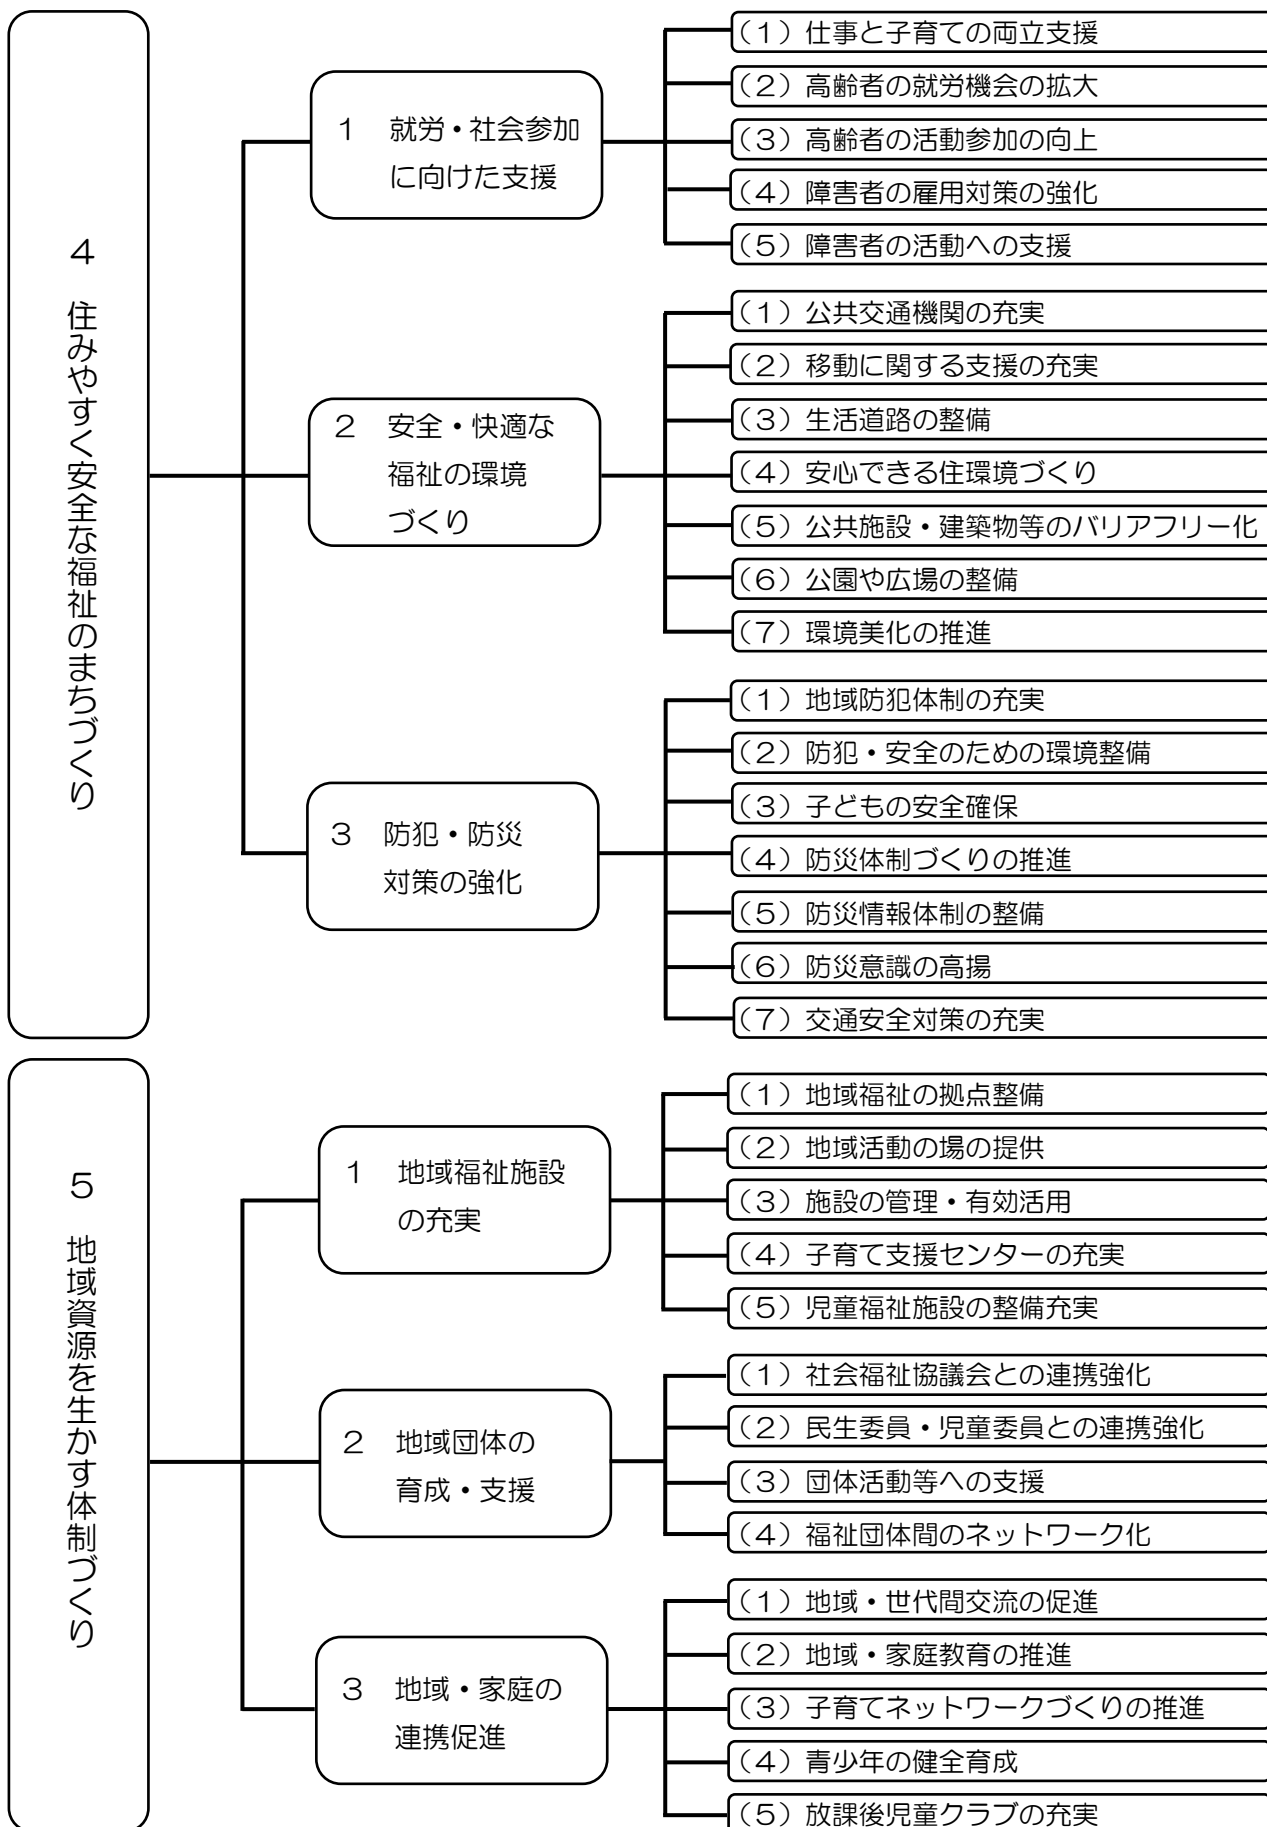 ４　住みやすく安全な福祉のまちづくり
１　就労・社会参加
に向けた支援
（１）仕事と子育ての両立支援
（２）高齢者の就労機会の拡大
（３）高齢者の活動参加の向上
（４）障害者の雇用対策の強化
（５）障害者の活動への支援
２　安全・快適な
福祉の環境
づくり
（１）公共交通機関の充実
（２）移動に関する支援の充実
（３）生活道路の整備
（４）安心できる住環境づくり
（５）公共施設・建築物等のバリアフリー化
（６）公園や広場の整備
（７）環境美化の推進
３　防犯・防災
対策の強化
（１）地域防犯体制の充実
（２）防犯・安全のための環境整備
（３）子どもの安全確保
（４）防災体制づくりの推進
（５）防災情報体制の整備
（６）防災意識の高揚
（７）交通安全対策の充実
５　地域資源を生かす体制づくり
１　地域福祉施設
の充実
（１）地域福祉の拠点整備
（２）地域活動の場の提供
（３）施設の管理・有効活用
（４）子育て支援センターの充実
（５）児童福祉施設の整備充実
２　地域団体の
育成・支援
（１）社会福祉協議会との連携強化
（２）民生委員・児童委員との連携強化
（３）団体活動等への支援
（４）福祉団体間のネットワーク化
３　地域・家庭の
連携促進
（１）地域・世代間交流の促進
（２）地域・家庭教育の推進
（３）子育てネットワークづくりの推進
（４）青少年の健全育成
（５）放課後児童クラブの充実